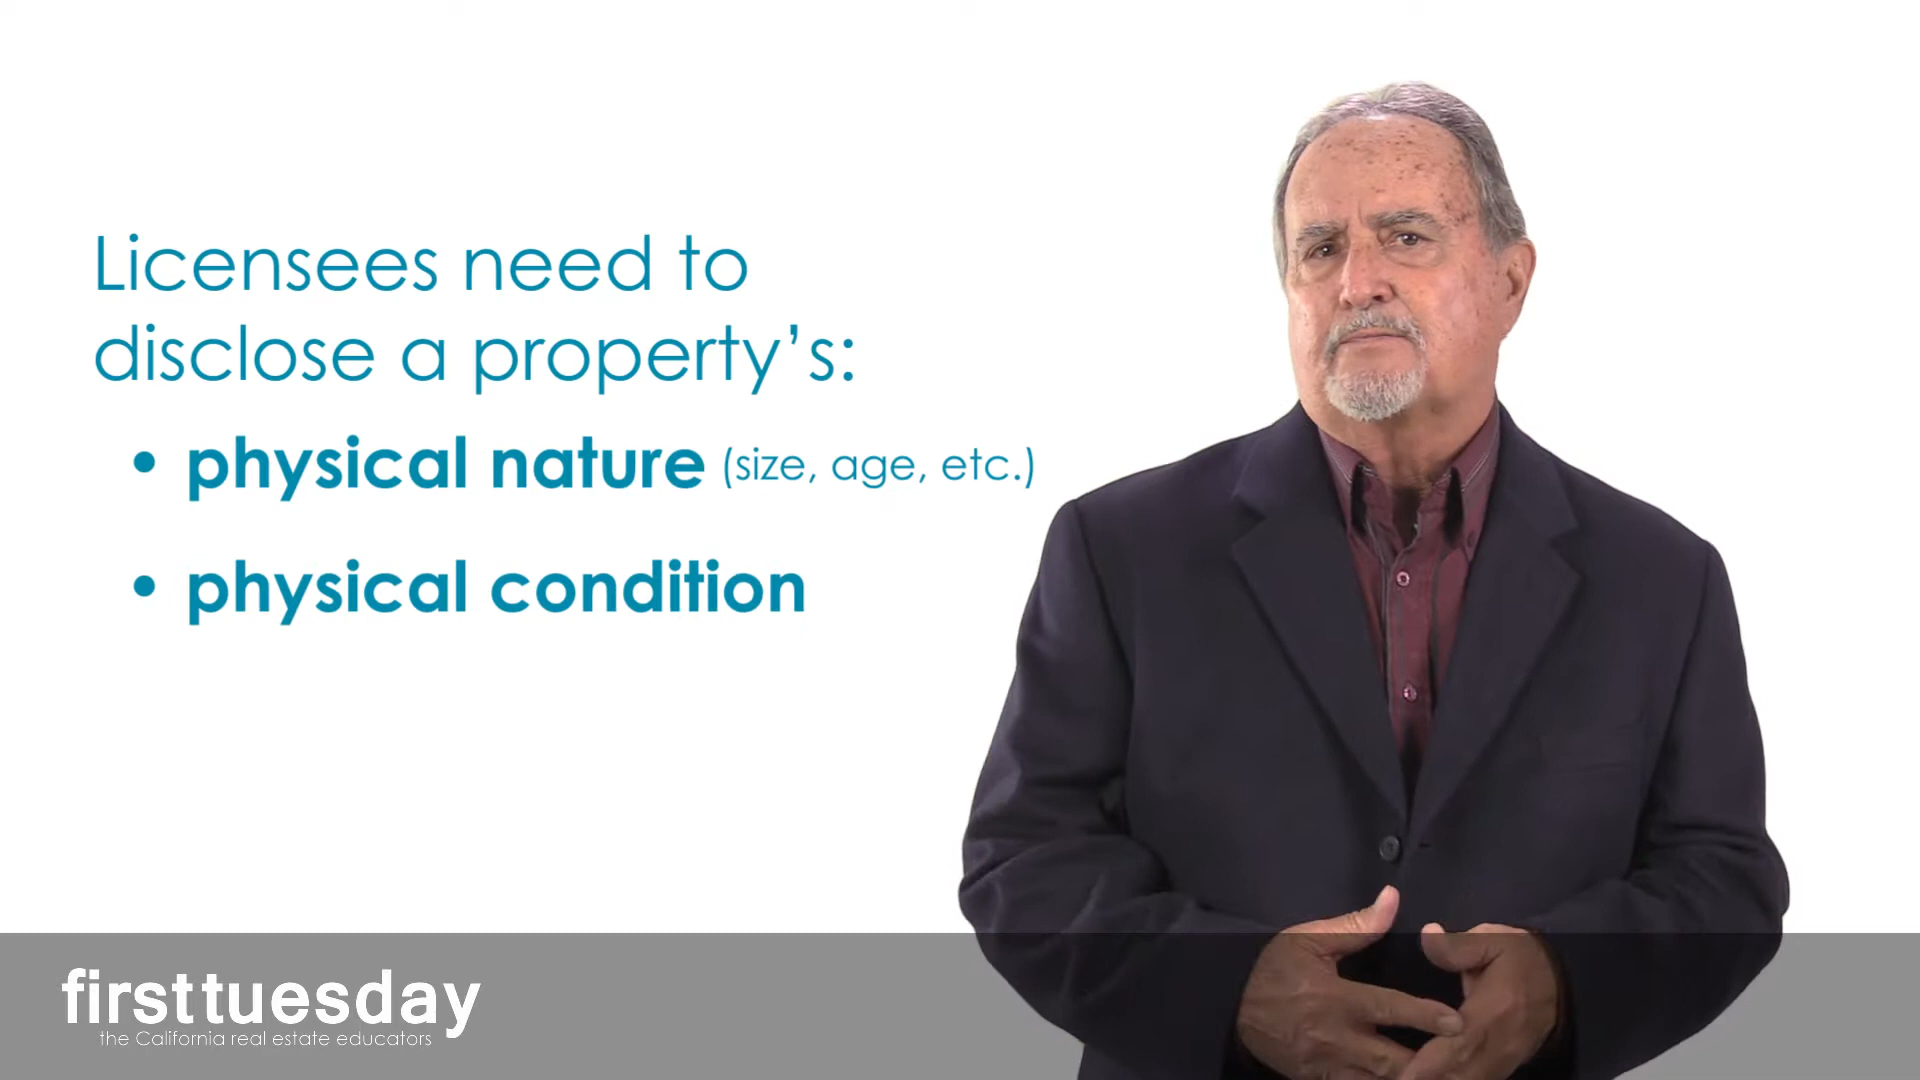 Licensees need to
disclose a property’s:
• physical nature (size, age, etc.)
• physical condition
firsttuesday
the California real estate educators